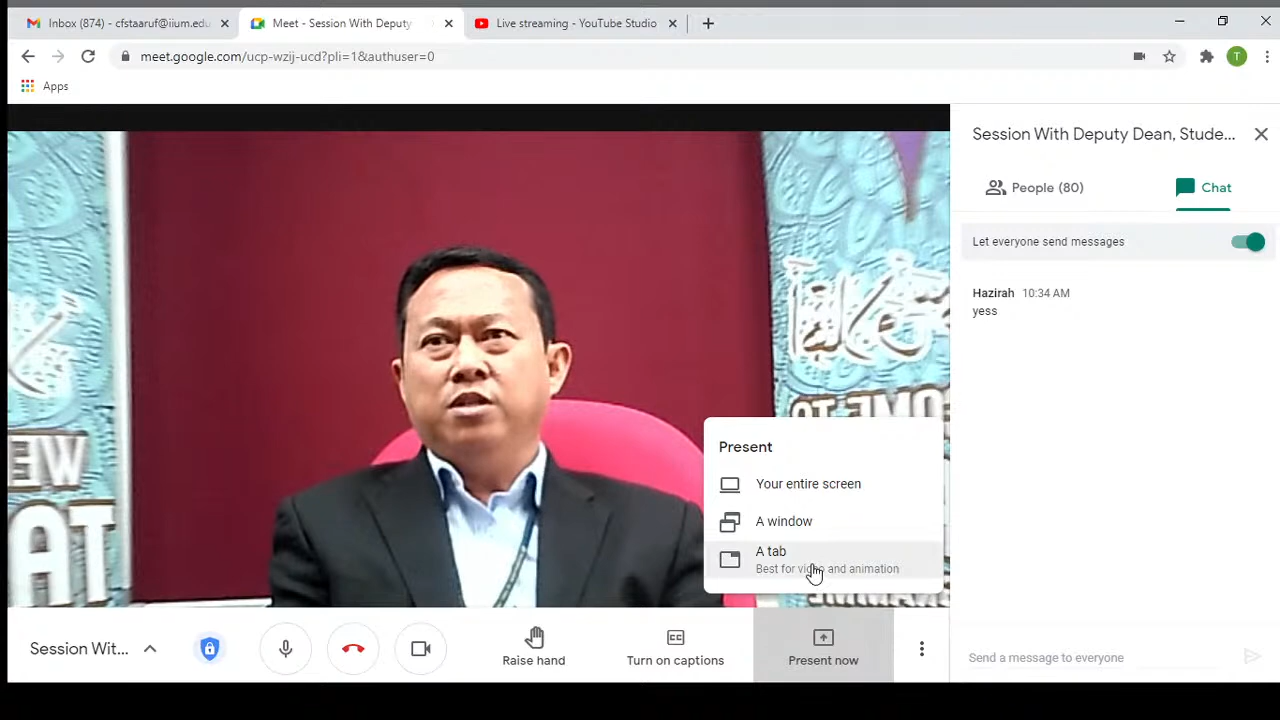 Inbox (874) - cfstaaruf@iium.edu.
Meet - Session With Deputy
Live streaming - YouTube Studio
meet.google.com/ucp-wzij-ucd?pli=1&authuser=0
T
Apps
Session With Deputy Dean, Stude...
People (80)
Chat
Let everyone send messages
Hazirah 10:34 AM
yess
Present
Your entire screen
A window
A tab
Best for video and animation
Session Wit...
Raise hand
CC
Turn on captions
Present now
Send a message to everyone